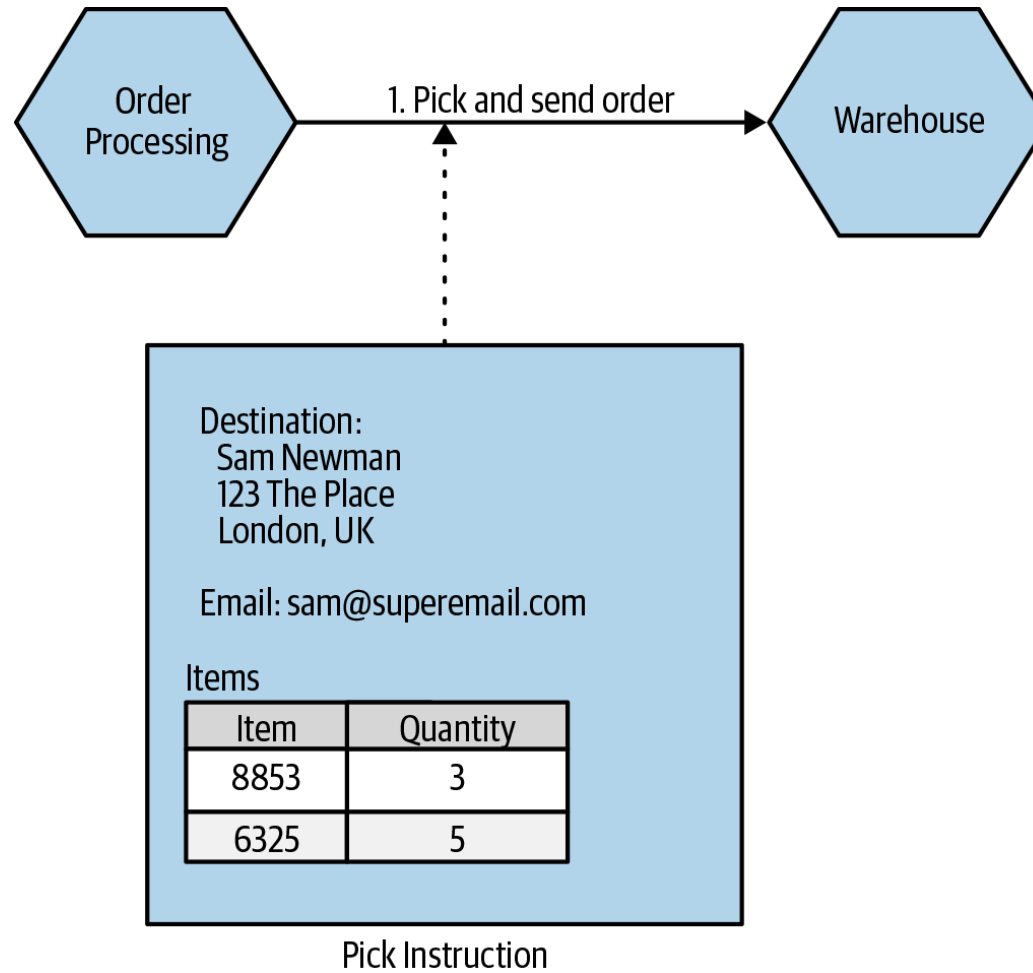 Order
Processing
1. Pick and send order
Warehouse
Destination:
Sam Newman
123 The Place
London, UK
Email: sam@superemail.com
Items
Item Quantity
8853 3
6325 5
Pick Instruction